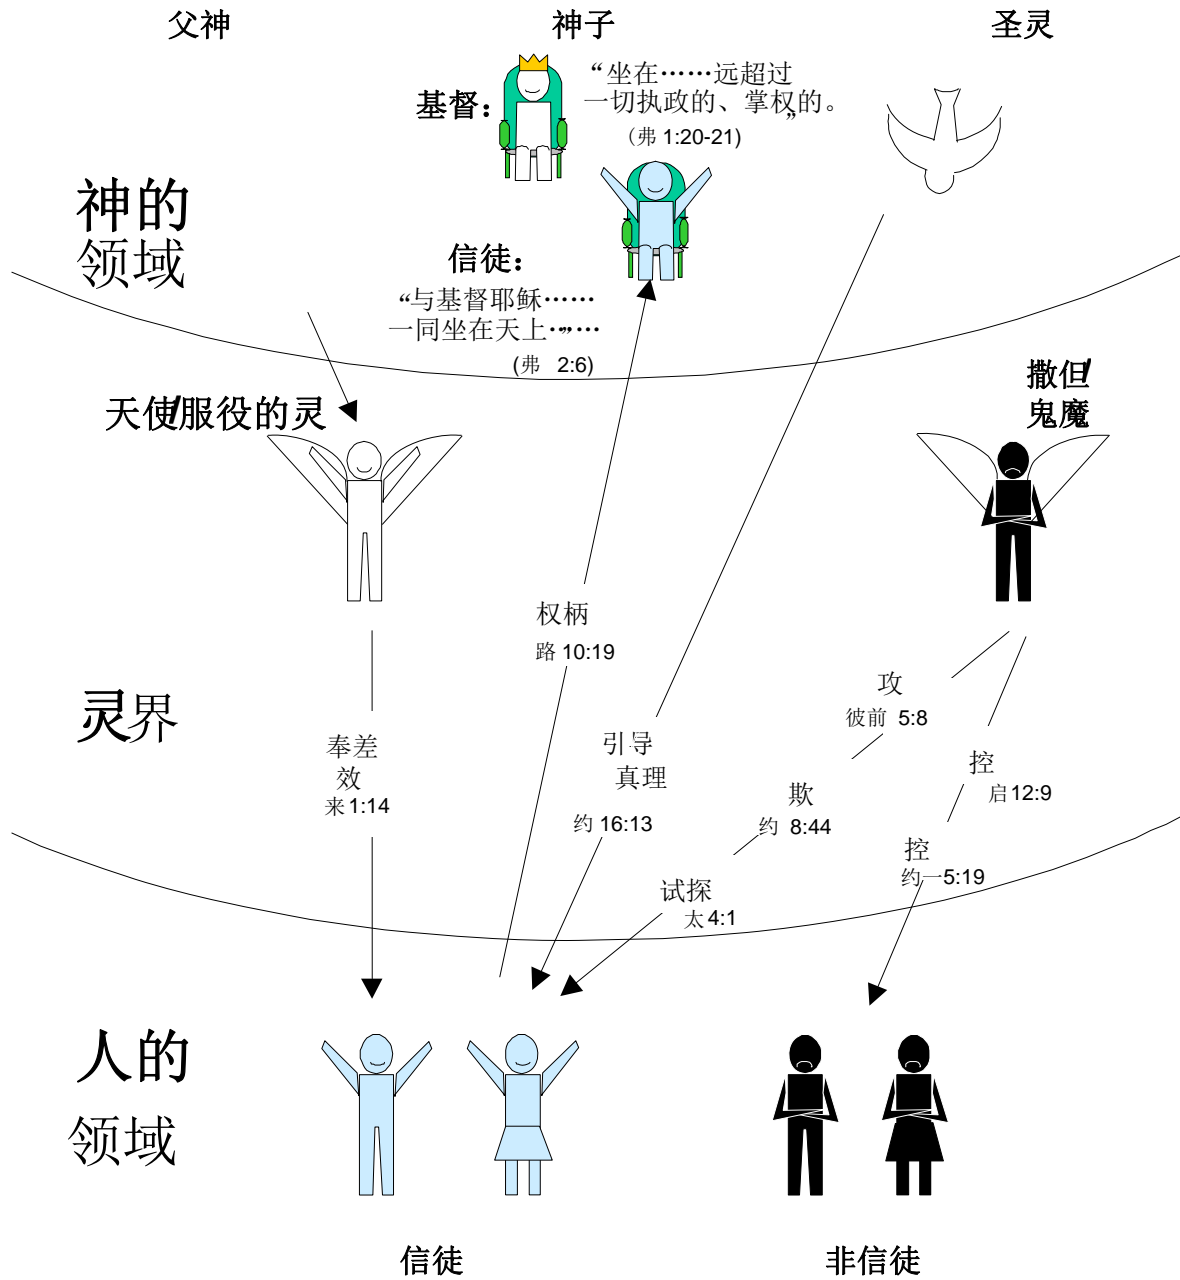 父神
神子
圣灵
基督：
“坐在……远超过
一切执政的、掌权的。”
(弗 1:20-21)
神的
领域
信徒：
“与基督耶稣……
一同坐在天上……”
(弗 2:6)
撒但/
鬼魔
天使/服役的灵
权柄
路 10:19
灵界
攻
彼前 5:8
引导
真理
奉差
效
来 1:14
控
启 12:9
欺
约 8:44
约 16:13
控
约一 5:19
试探
太 4:1
人的
领域
信徒
非信徒